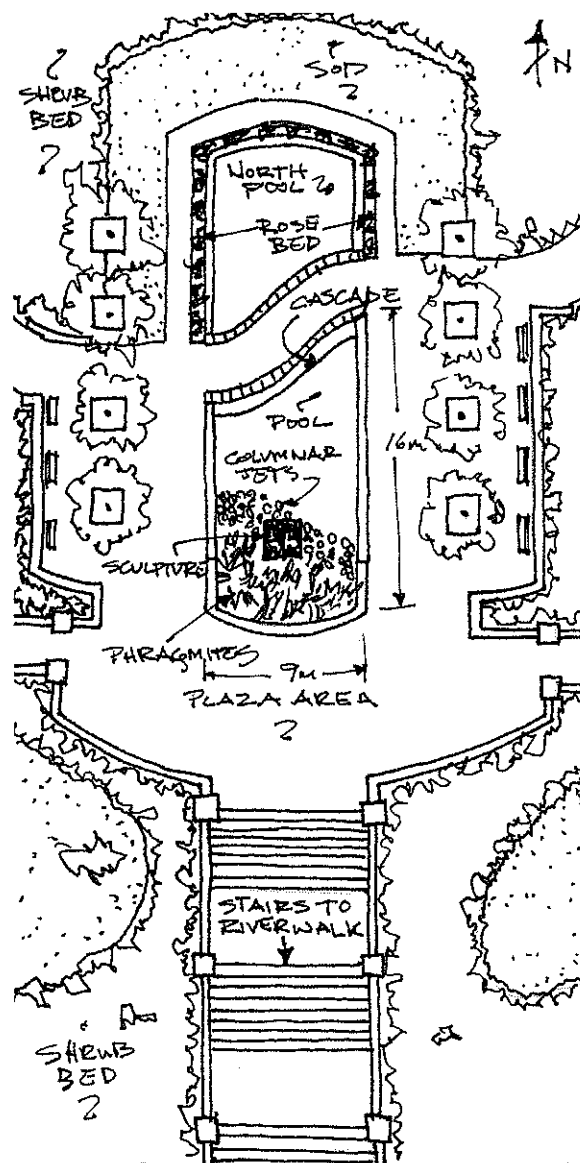 N
SOD
SHRUB
BED
NORTH
POOL
ROSE
BED
CASCADE
POOL
16m
COLUMNAR
JETS
SCULPTURE
PHRAGMITES
9m
PLAZA AREA
STAIRS TO
RIVERWALK
SHRUB
BED